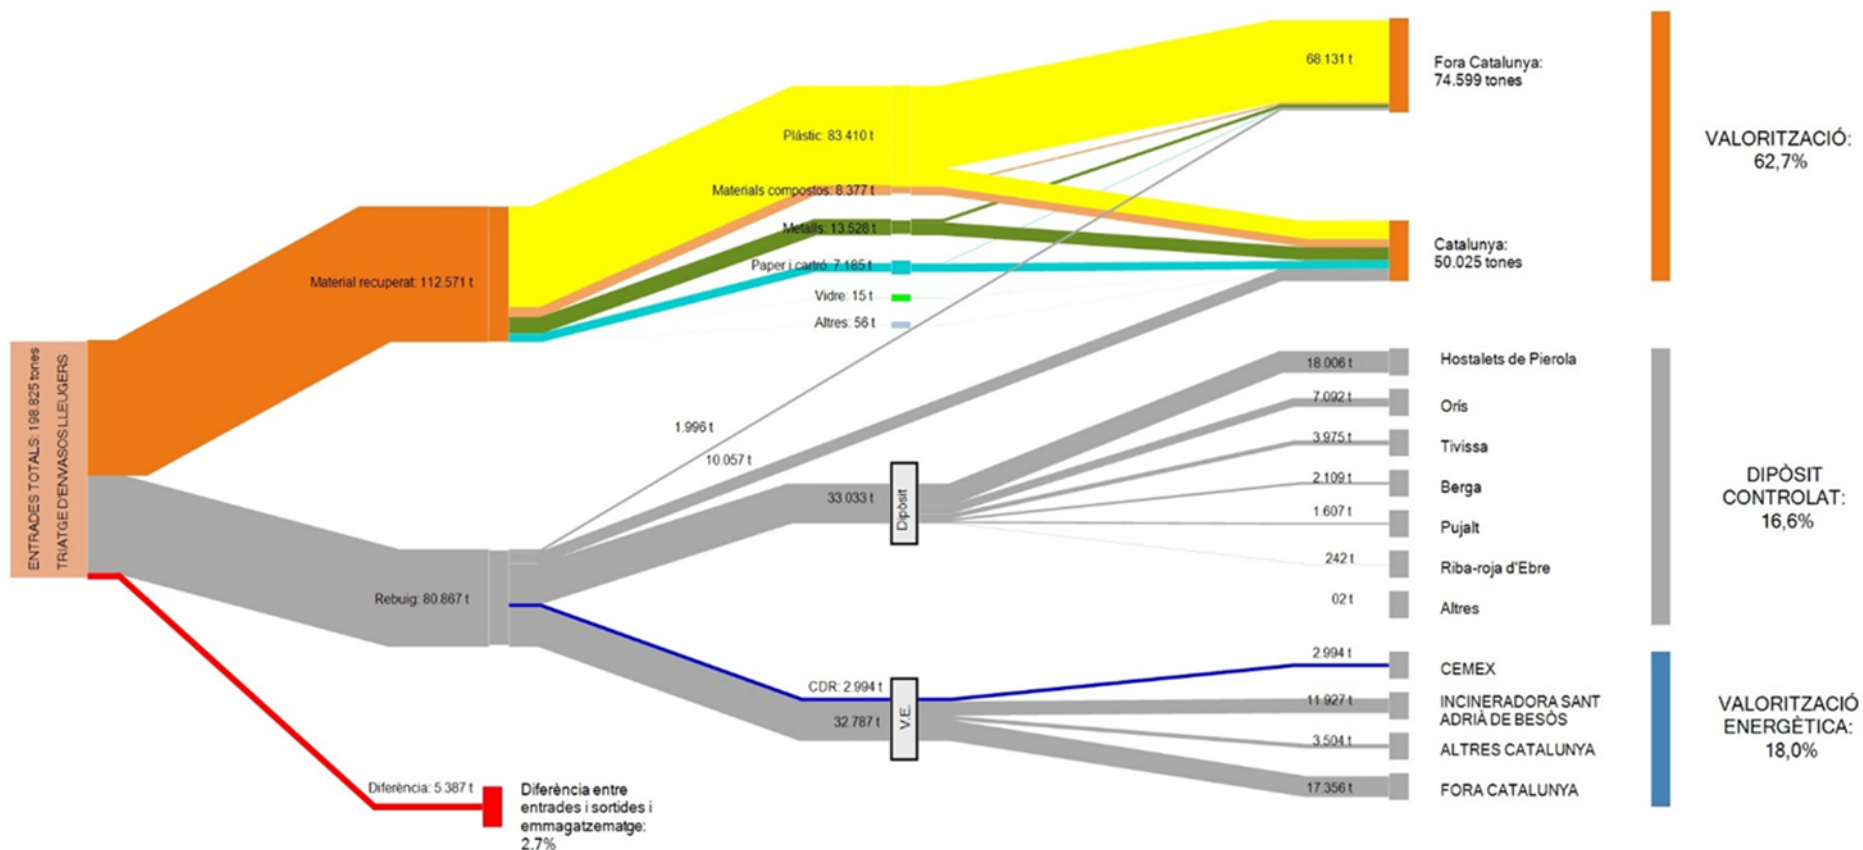 68.131 t
Fora Catalunya:
74.599 tones
VALORITZACIÓ:
62,7%
Plàstic: 83.410 t
Materials compostos: 8.377 t
Metalls: 13.528 t
Paper i cartró: 7.185 t
Vidre: 15 t
Altres: 56 t
Catalunya:
50.025 tones
Material recuperat: 112.571 t
ENTRADES TOTALS: 198.825 tones
TRIATGE D'ENVASOS LLEUGERS
1.996 t
10.057 t
33.033 t
Dipòsit
18.006 t
Hostalets de Pierola
7.092 t
Orís
3.975 t
Tivissa
2.109 t
Berga
1.607 t
Pujalt
242 t
Riba-roja d'Ebre
02 t
Altres
DIPÒSIT
CONTROLAT:
16,6%
Rebuig: 80.867 t
CDR: 2.994 t
32.787 t
V.E.
2.994 t
CEMEX
11.927 t
INCINERADORA SANT
ADRIÀ DE BESÒS
3.504 t
ALTRES CATALUNYA
17.356 t
FORA CATALUNYA
VALORITZACIÓ
ENERGÈTICA:
18,0%
Diferència: 5.387 t
Diferència entre
entrades i sortides i
emmagatzematge:
2.7%